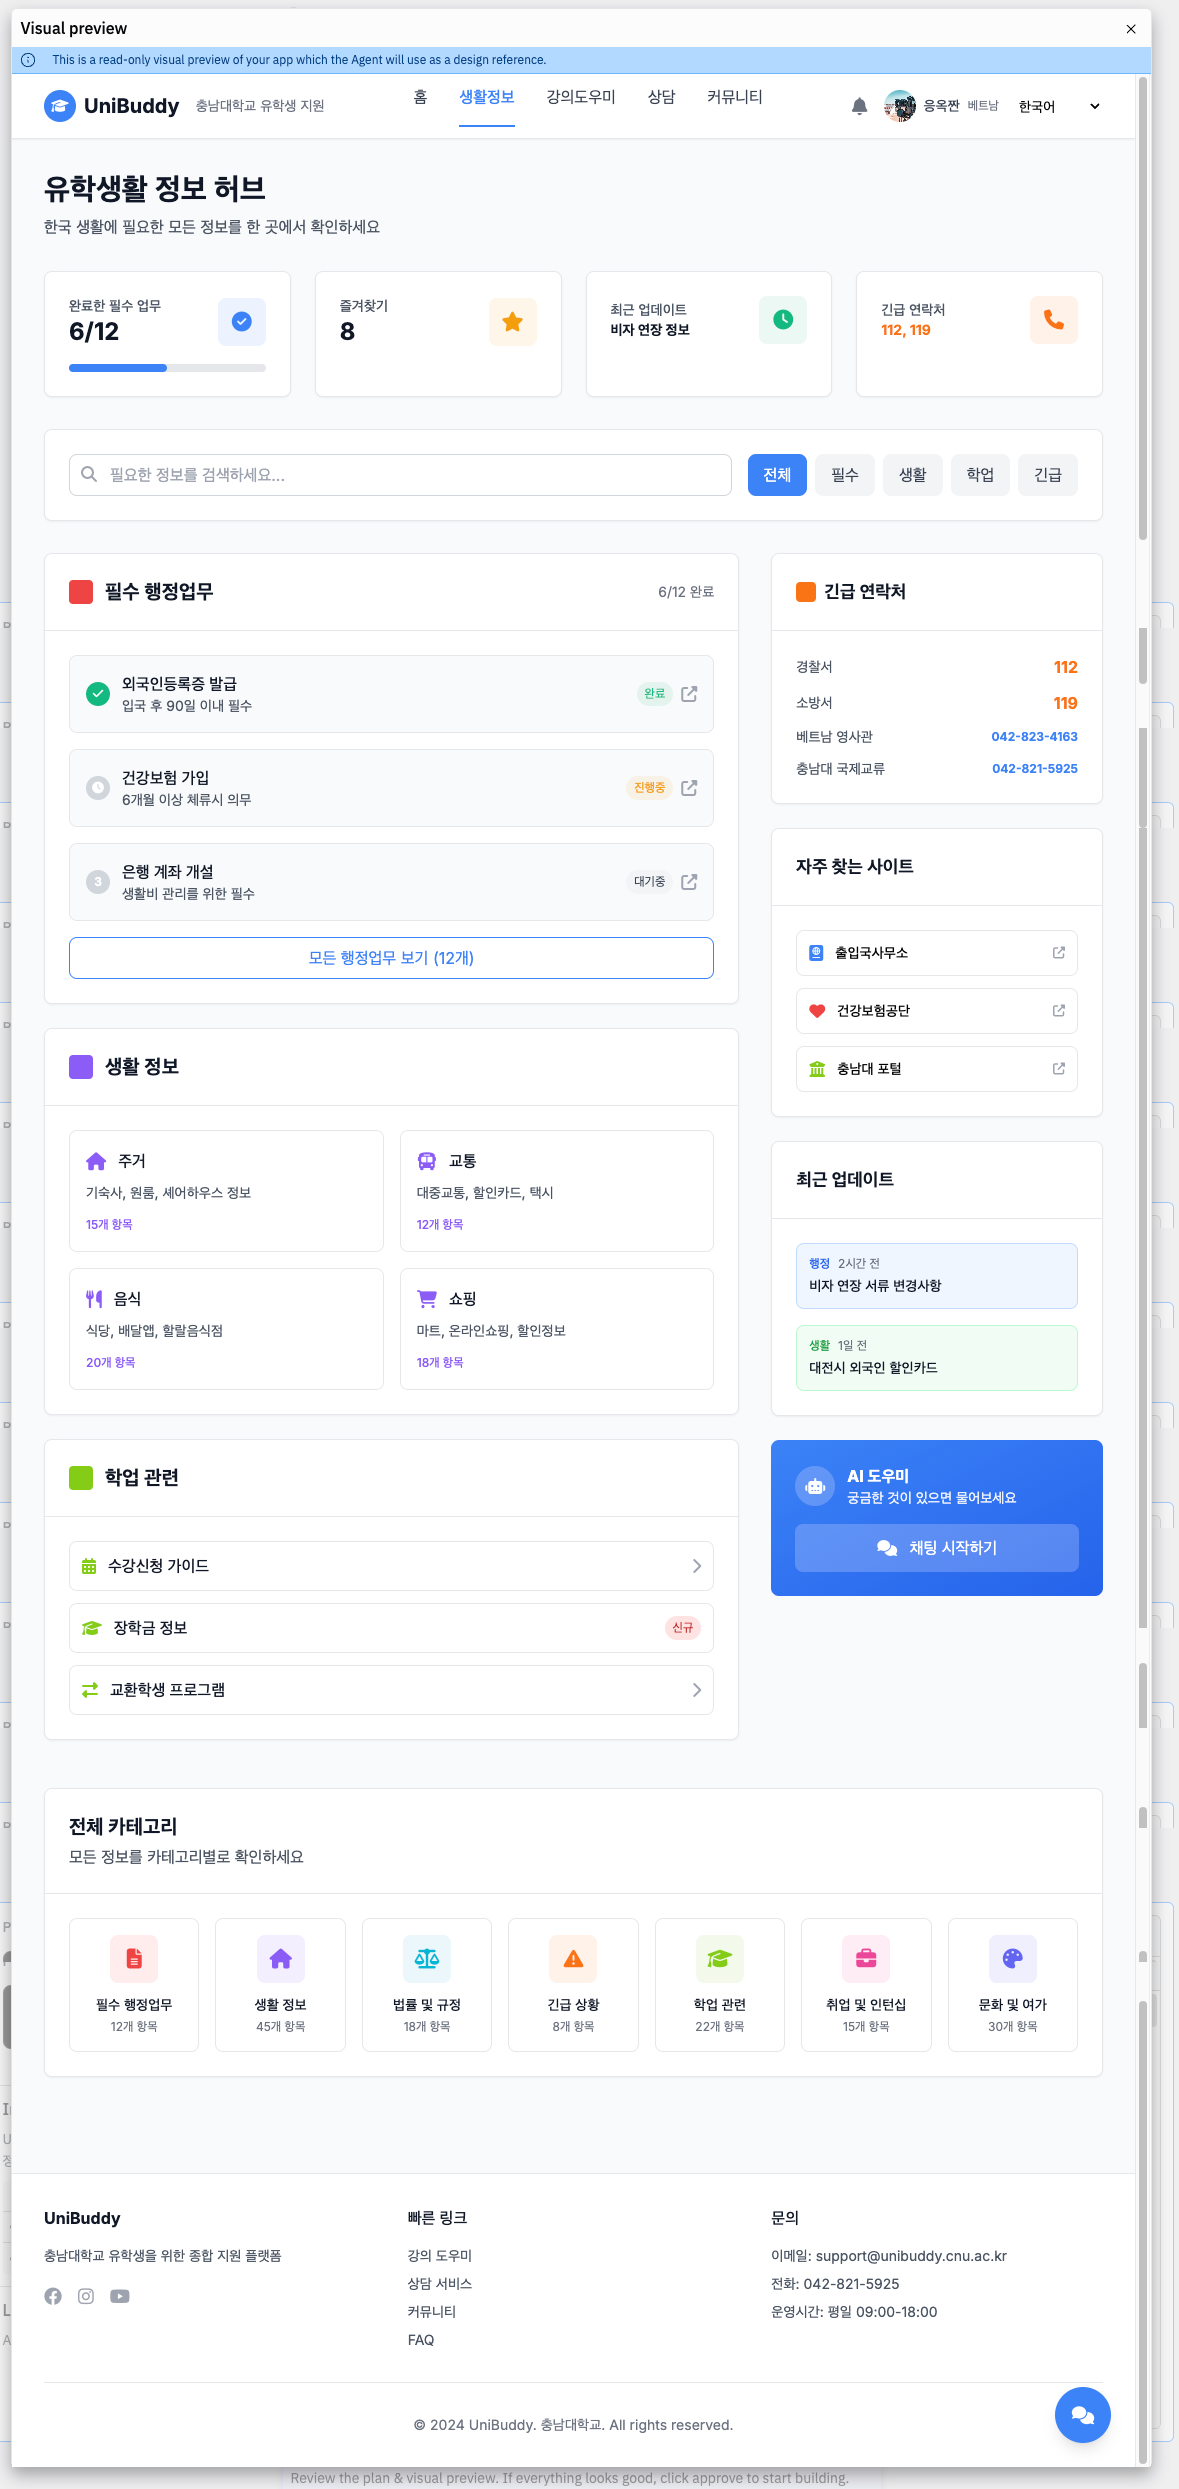 Visual preview
This is a read-only visual preview of your app which the Agent will use as a design reference.
UniBuddy
충남대학교 유학생 지원
홈
생활정보
강의도우미
상담
커뮤니티
응옥짠
베트남
한국어
유학생활 정보 허브
한국 생활에 필요한 모든 정보를 한 곳에서 확인하세요
완료한 필수 업무
6/12
즐겨찾기
8
최근 업데이트
비자 연장 정보
긴급 연락처
112, 119
필요한 정보를 검색하세요...
전체
필수
생활
학업
긴급
필수 행정업무
6/12 완료
외국인등록증 발급
입국 후 90일 이내 필수
완료
건강보험 가입
6개월 이상 체류시 의무
진행중
3
은행 계좌 개설
생활비 관리를 위한 필수
대기중
모든 행정업무 보기 (12개)
생활 정보
주거
기숙사, 원룸, 셰어하우스 정보
15개 항목
교통
대중교통, 할인카드, 택시
12개 항목
음식
식당, 배달앱, 할랄음식점
20개 항목
쇼핑
마트, 온라인쇼핑, 할인정보
18개 항목
학업 관련
수강신청 가이드
장학금 정보
신규
교환학생 프로그램
긴급 연락처
경찰서
112
소방서
119
베트남 영사관
042-823-4163
충남대 국제교류
042-821-5925
자주 찾는 사이트
출입국사무소
건강보험공단
충남대 포털
최근 업데이트
행정 2시간 전
비자 연장 서류 변경사항
생활 1일 전
대전시 외국인 할인카드
AI 도우미
궁금한 것이 있으면 물어보세요
채팅 시작하기
전체 카테고리
모든 정보를 카테고리별로 확인하세요
필수 행정업무
12개 항목
생활 정보
45개 항목
법률 및 규정
18개 항목
긴급 상황
8개 항목
학업 관련
22개 항목
취업 및 인턴십
15개 항목
문화 및 여가
30개 항목
UniBuddy
충남대학교 유학생을 위한 종합 지원 플랫폼
빠른 링크
강의 도우미
상담 서비스
커뮤니티
FAQ
문의
이메일: support@unibuddy.cnu.ac.kr
전화: 042-821-5925
운영시간: 평일 09:00-18:00
© 2024 UniBuddy. 충남대학교. All rights reserved.
Review the plan & visual preview. If everything looks good, click approve to start building.